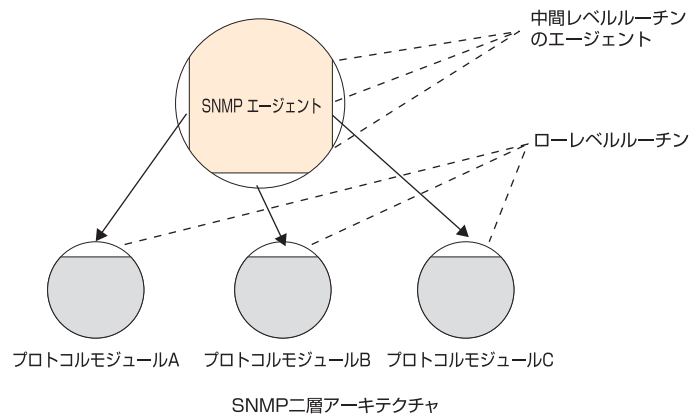 中間レベルルーチン
のエージェント
SNMP エージェント
ローレベルルーチン
プロトコルモジュールA
プロトコルモジュールB
プロトコルモジュールC
SNMP二層アーキテクチャ